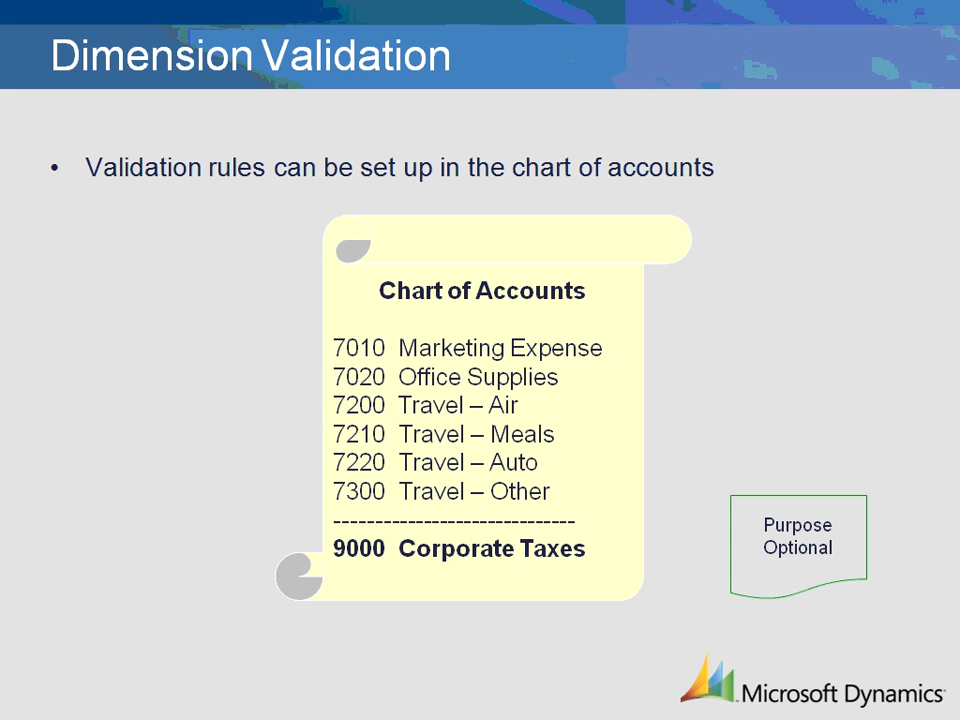 Dimension Validation
• Validation rules can be set up in the chart of accounts
Chart of Accounts
7010 Marketing Expense
7020 Office Supplies
7200 Travel – Air
7210 Travel – Meals
7220 Travel – Auto
7300 Travel – Other
------------------------------
9000 Corporate Taxes
Purpose
Optional
Microsoft Dynamics